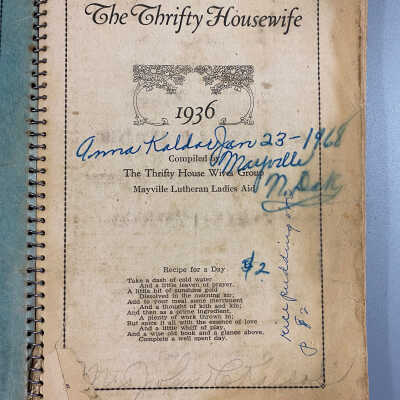 The Thrifty Housewife
1936
Anna Kaldor Jan 23-1968
Mayville
N. Dak
Compiled by
The Thrifty House Wives Group
Mayville Lutheran Ladies Aid
$2
Recipe for a Day
Take a dash of cold water
And a little leaven of prayer,
A little bit of sunshine gold
Dissolved in the morning air;
Add to your meal some merriment
And a thought of kith and kin;
And then as a prime ingredient,
A plenty of work thrown in;
But spice it all with the essence of love
And a little whiff of play.
And a wise old book and a glance above,
Complete a well spent day.
rice pudding on
P 82